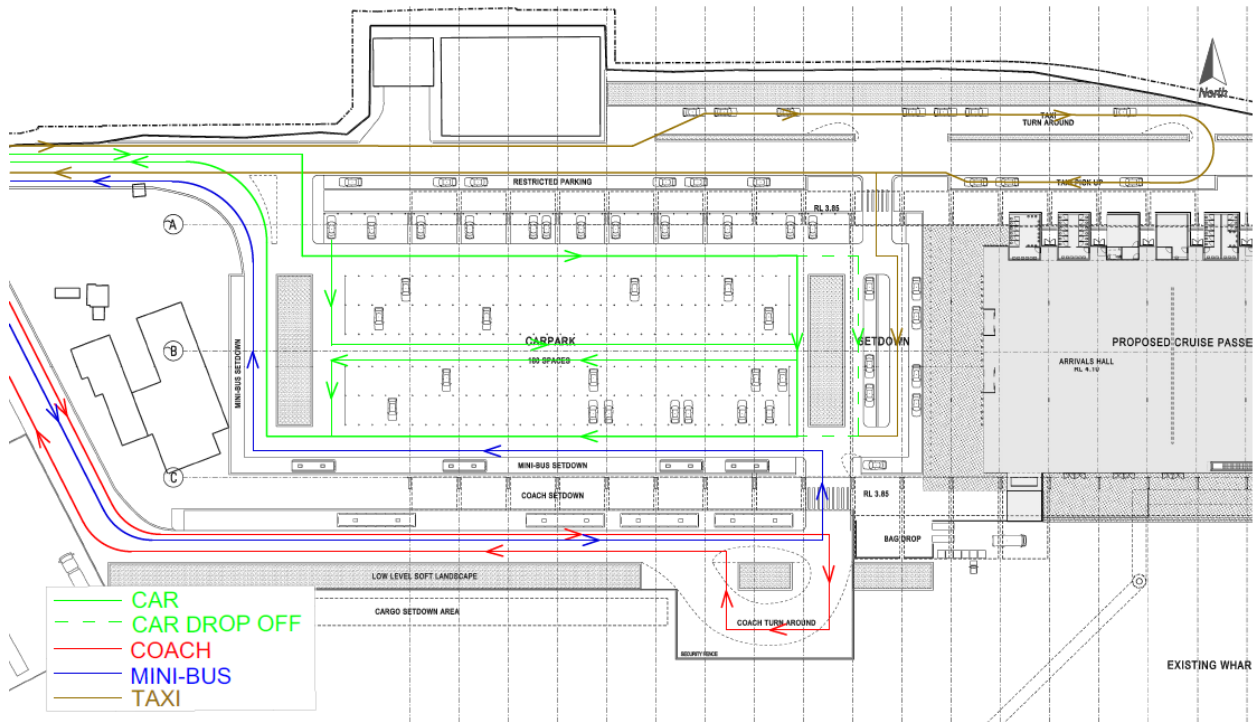 North
TAXI
TURN AROUND
RESTRICTED PARKING
TAXI PICK-UP
RL 3.85
A
CARPARK
180 SPACES
B
SETDOWN
PROPOSED CRUISE PASSE
ARRIVALS HALL
RL 4.10
MINI-BUS SETDOWN
C
MINI-BUS SETDOWN
COACH SETDOWN
RL 3.85
BAG DROP
LOW LEVEL SOFT LANDSCAPE
CARGO SETDOWN AREA
COACH TURN AROUND
SECURITY FENCE
EXISTING WHAR
CAR
CAR DROP OFF
COACH
MINI-BUS
TAXI